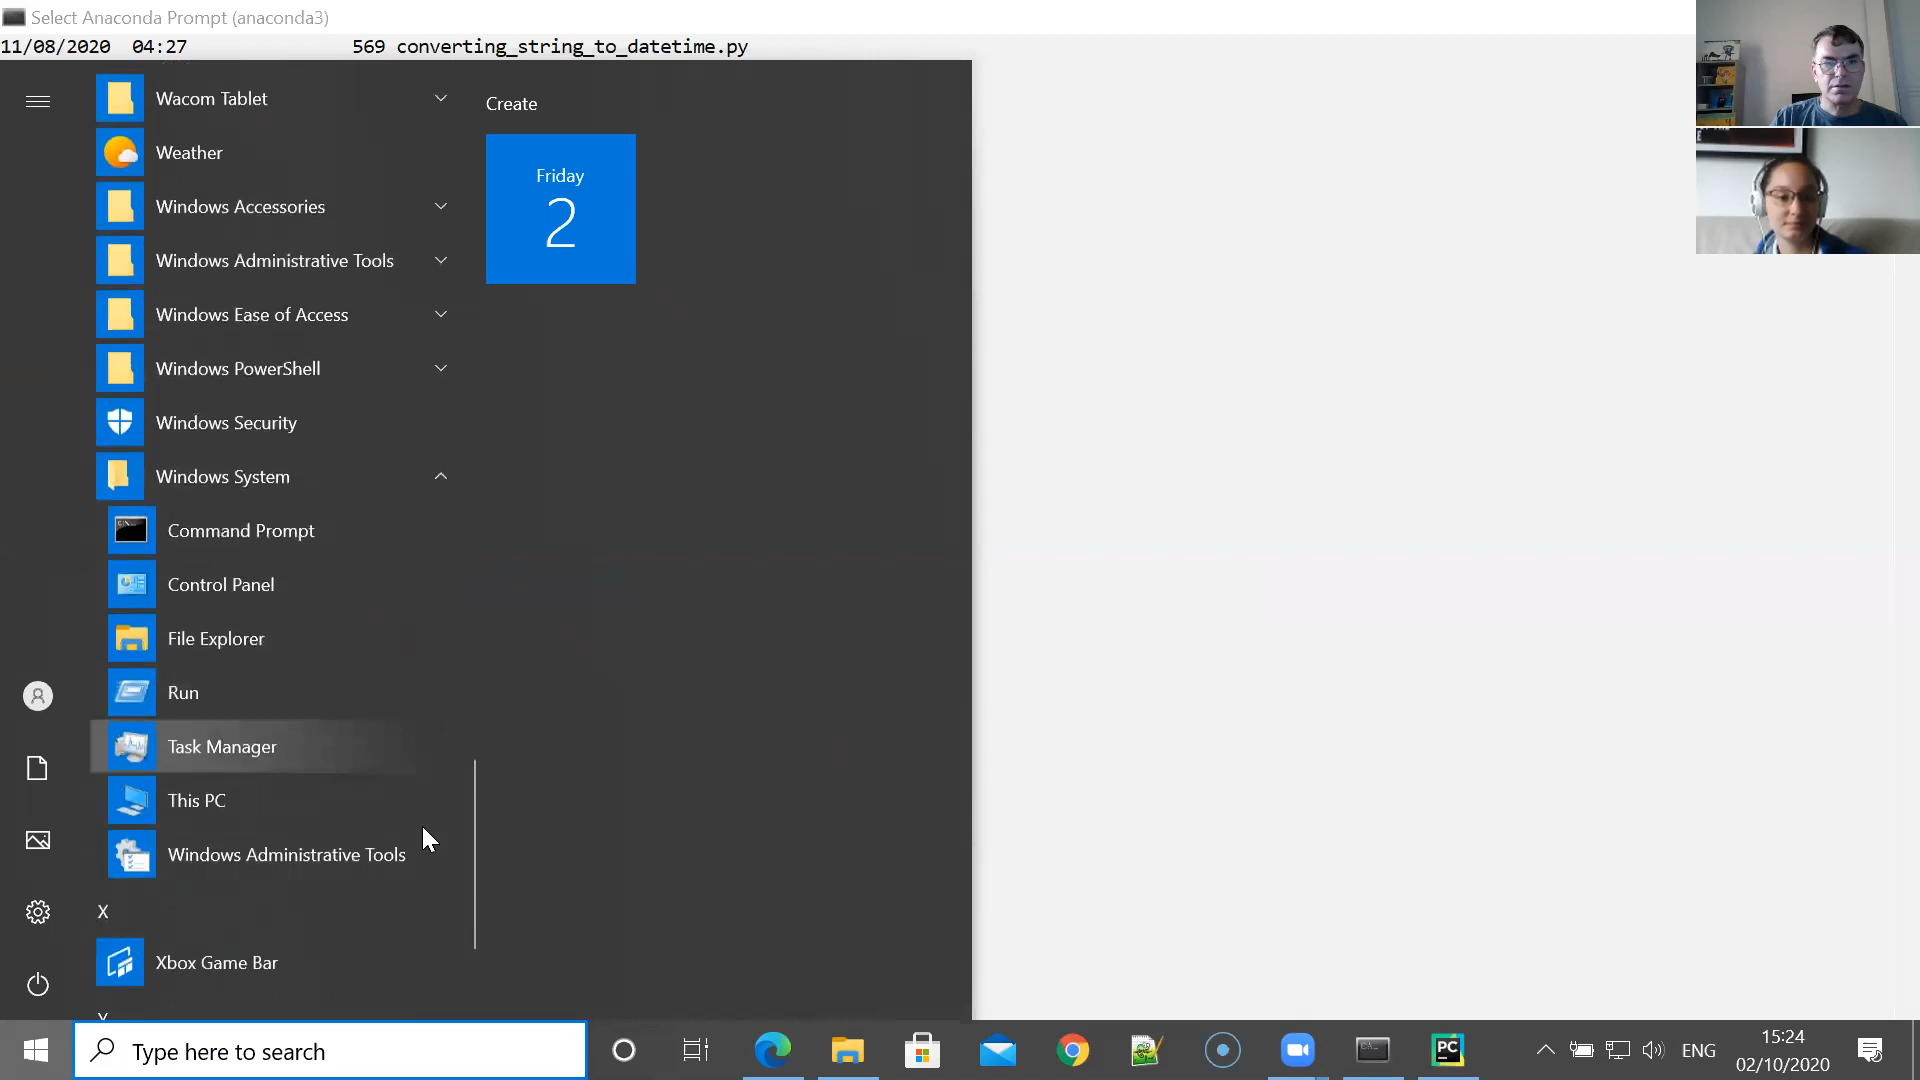 Select Anaconda Prompt (anaconda3)
11/08/2020 04:27 569 converting_string_to_datetime.py
Wacom Tablet
Create
Weather
Friday
2
Windows Accessories
Windows Administrative Tools
Windows Ease of Access
Windows PowerShell
Windows Security
Windows System
Command Prompt
Control Panel
File Explorer
Run
Task Manager
This PC
Windows Administrative Tools
X
Xbox Game Bar
Type here to search
PC
ENG
15:24
02/10/2020